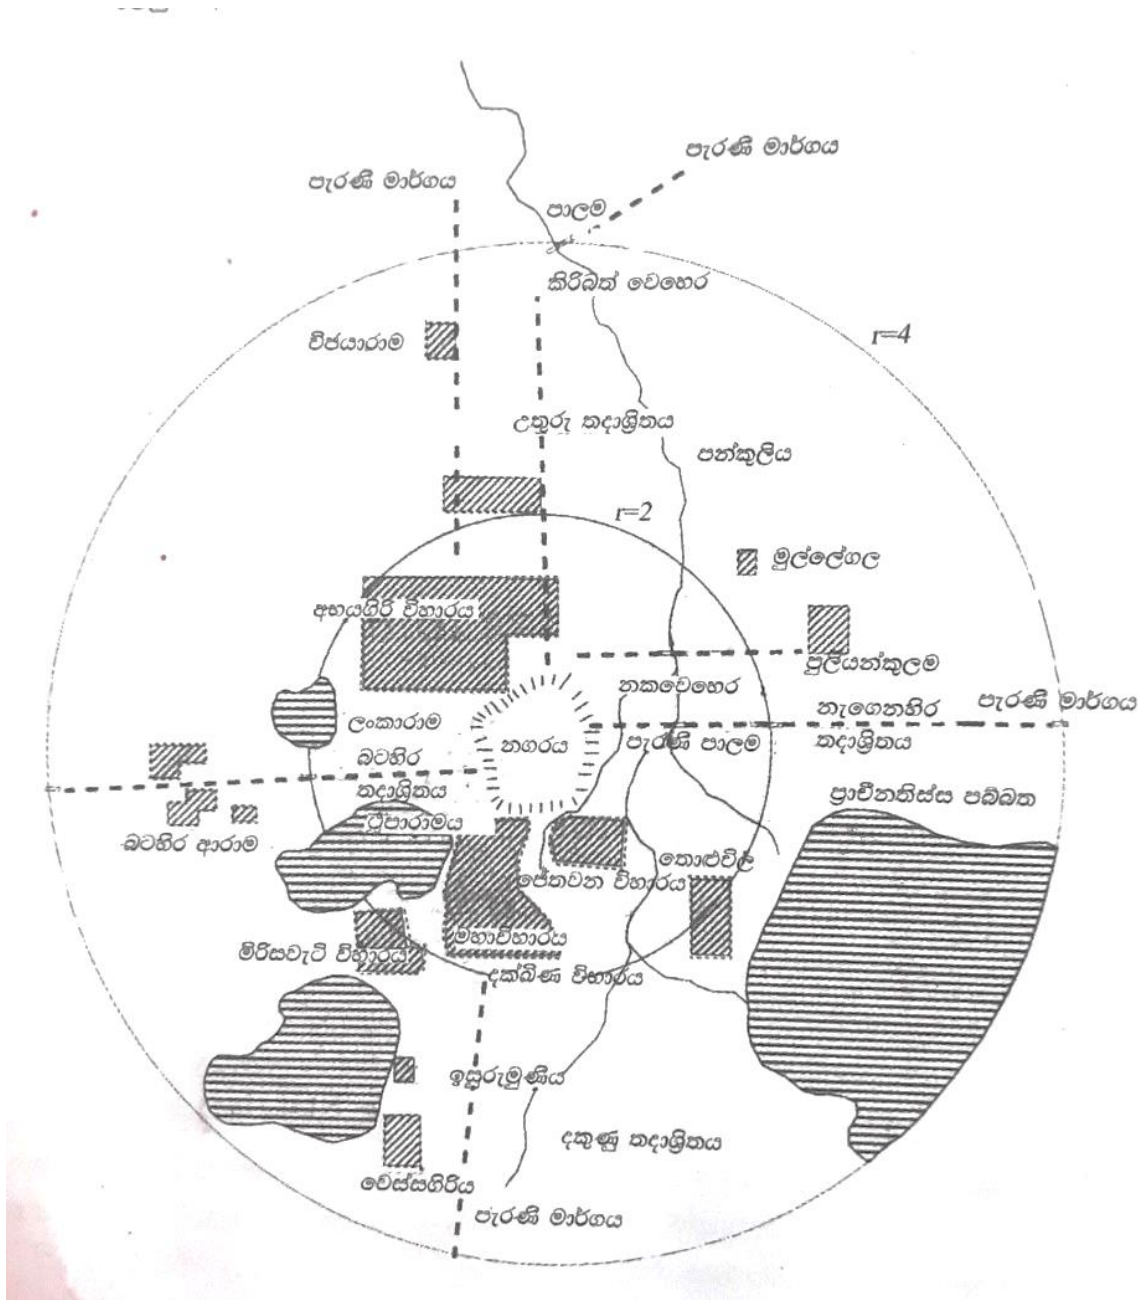 පැරණි මාර්ගය
පැරණි මාර්ගය
පාලම
කිරිබත් වෙහෙර
r=4
විජයාරාම
උතුරු තදාශ්‍රිතය
පන්කුලිය
r=2
මුල්ලේගල
අභයගිරි විහාරය
පුලියන්කුලම
නකවෙහෙර
නැගෙනහිර
තදාශ්‍රිතය
පැරණි මාර්ගය
ලංකාරාම
නගරය
පැරණි පාලම
බටහිර
තදාශ්‍රිතය
ප්‍රාචීනතිස්ස පබ්බත
ථූපාරාමය
බටහිර ආරාම
තොළුවිල්
ජේතවන විහාරය
මහාවිහාරය
මිරිසවැටි විහාරය
දක්ඛිණ විහාරය
ඉසුරුමුණිය
දකුණු තදාශ්‍රිතය
වෙස්සගිරිය
පැරණි මාර්ගය